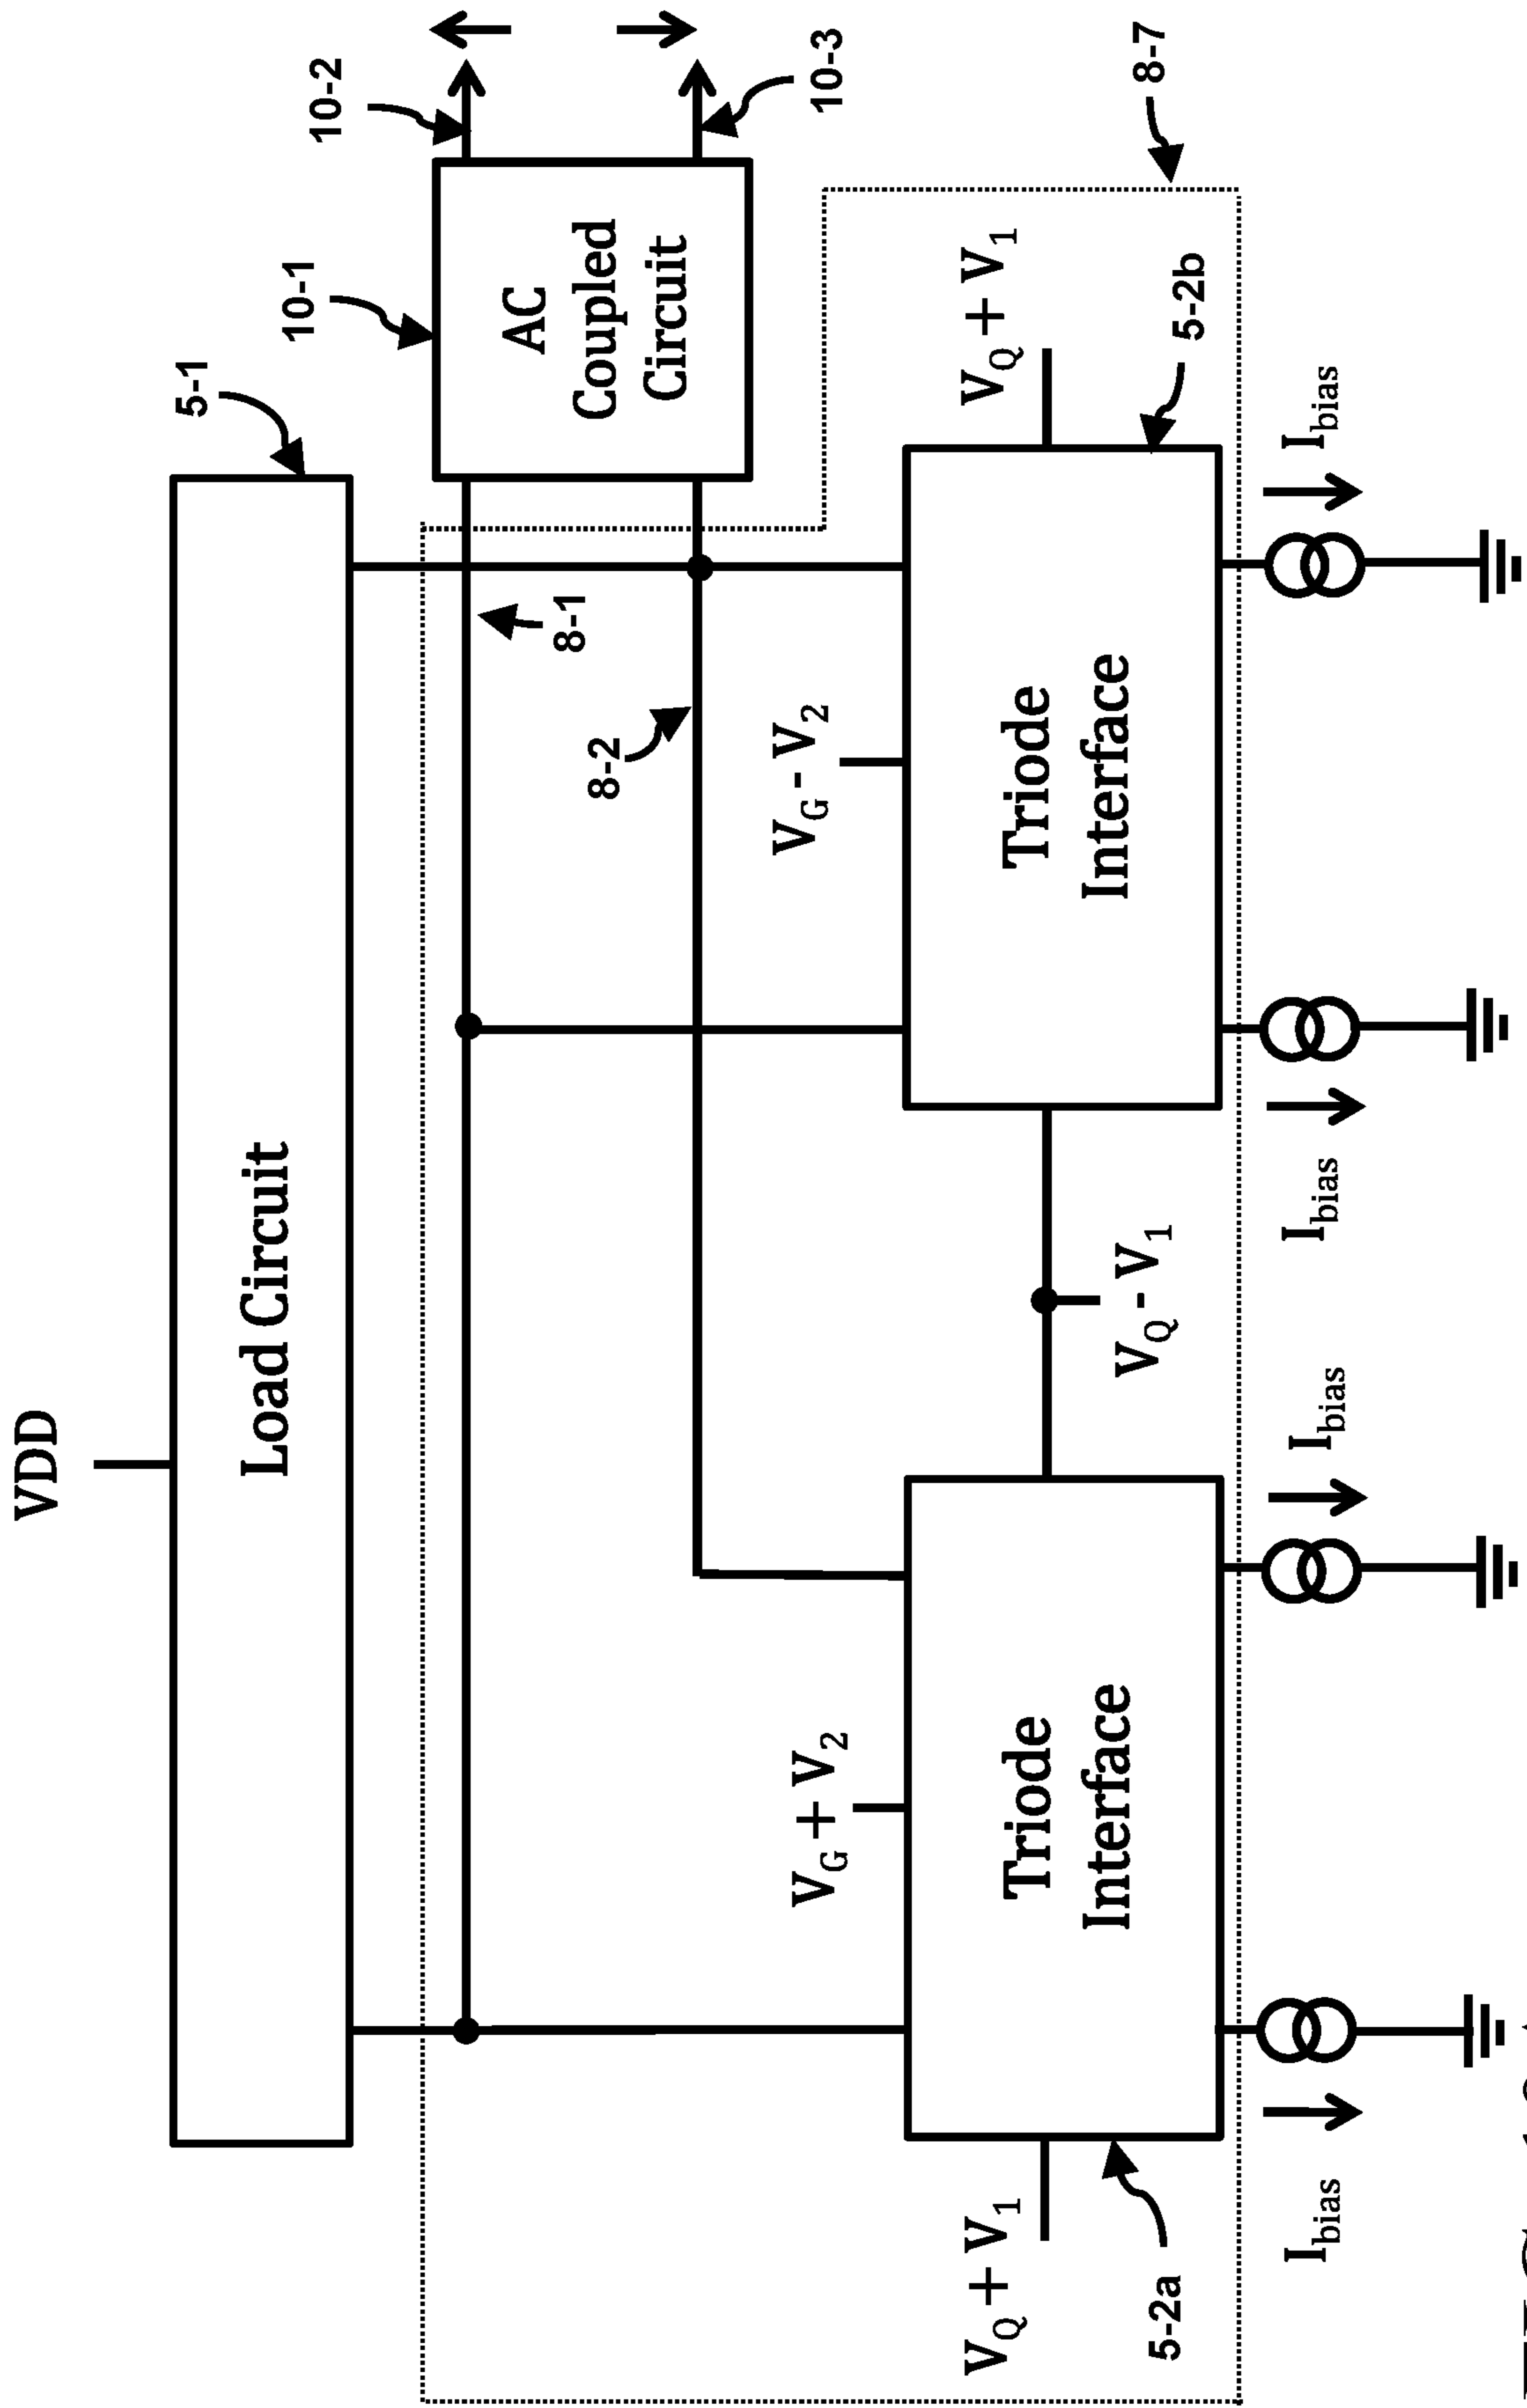 VDD
Load Circuit
5-1
10-1
10-2
10-3
AC
Coupled
Circuit
8-1
8-2
8-7
V_G + V_2
V_G - V_2
V_Q + V_1
Triode
Interface
V_Q - V_1
Triode
Interface
V_Q + V_1
5-2a
5-2b
I_bias
I_bias
I_bias
I_bias